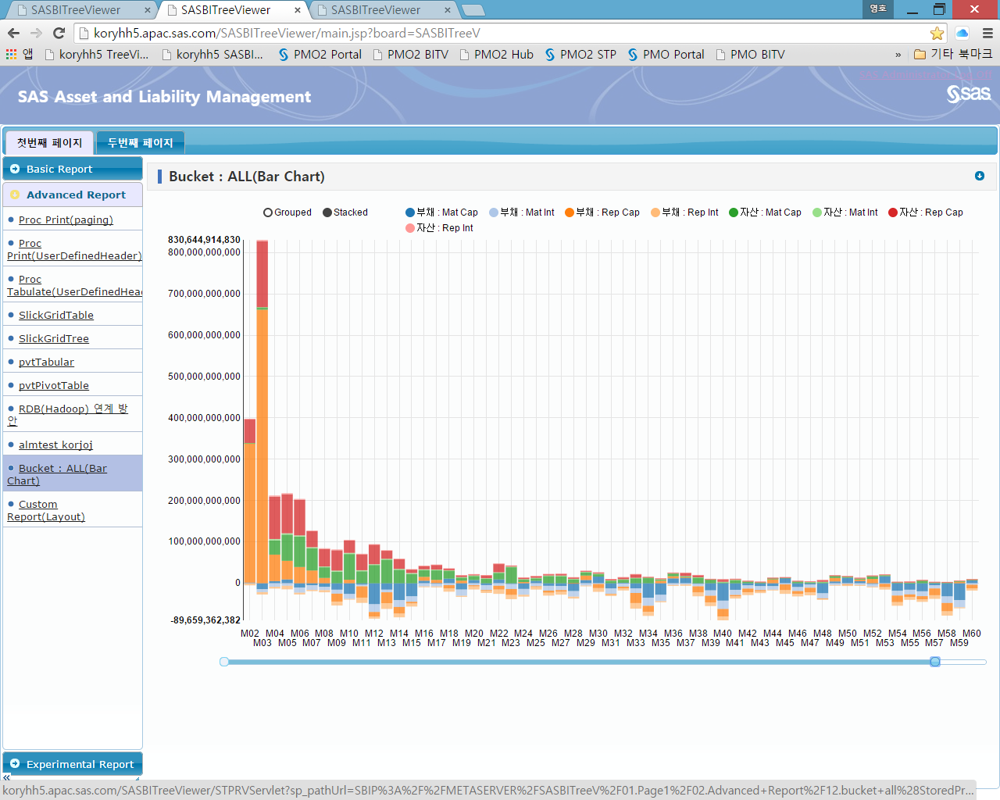 SASBITreeViewer
SASBITreeViewer
SASBITreeViewer
영호
koryhh5.apac.sas.com/SASBITreeViewer/main.jsp?board=SASBITreeV
앱
koryhh5 TreeVi...
koryhh5 SASBI...
PMO2 Portal
PMO2 BITV
PMO2 Hub
PMO2 STP
PMO Portal
PMO BITV
»
기타 북마크
SAS Asset and Liability Management
sas
첫번째 페이지
두번째 페이지
Basic Report
Advanced Report
Proc Print(paging)
Proc
Print(UserDefinedHeader)
Proc
Tabulate(UserDefinedHea
SlickGridTable
SlickGridTree
pvtTabular
pvtPivotTable
RDB(Hadoop) 연계 방
안
almtest korjoj
Bucket : ALL(Bar
Chart)
Custom
Report(Layout)
Experimental Report
«
Bucket : ALL(Bar Chart)
Grouped Stacked
부채 : Mat Cap 부채 : Mat Int 부채 : Rep Cap 부채 : Rep Int 자산 : Mat Cap 자산 : Mat Int 자산 : Rep Cap
자산 : Rep Int
830,644,914,830
800,000,000,000
700,000,000,000
600,000,000,000
500,000,000,000
400,000,000,000
300,000,000,000
200,000,000,000
100,000,000,000
0
-89,659,362,382
M02 M04 M06 M08 M10 M12 M14 M16 M18 M20 M22 M24 M26 M28 M30 M32 M34 M36 M38 M40 M42 M44 M46 M48 M50 M52 M54 M56 M58 M60
M03 M05 M07 M09 M11 M13 M15 M17 M19 M21 M23 M25 M27 M29 M31 M33 M35 M37 M39 M41 M43 M45 M47 M49 M51 M53 M55 M57 M59
koryhh5.apac.sas.com/SASBITreeViewer/STPRVServlet?sp_pathUrl=SBIP%3A%2F%2FMETASERVER%2FSASBITreeV%2F01.Page1%2F02.Advanced+Report%2F12.bucket+all%28StoredPr...